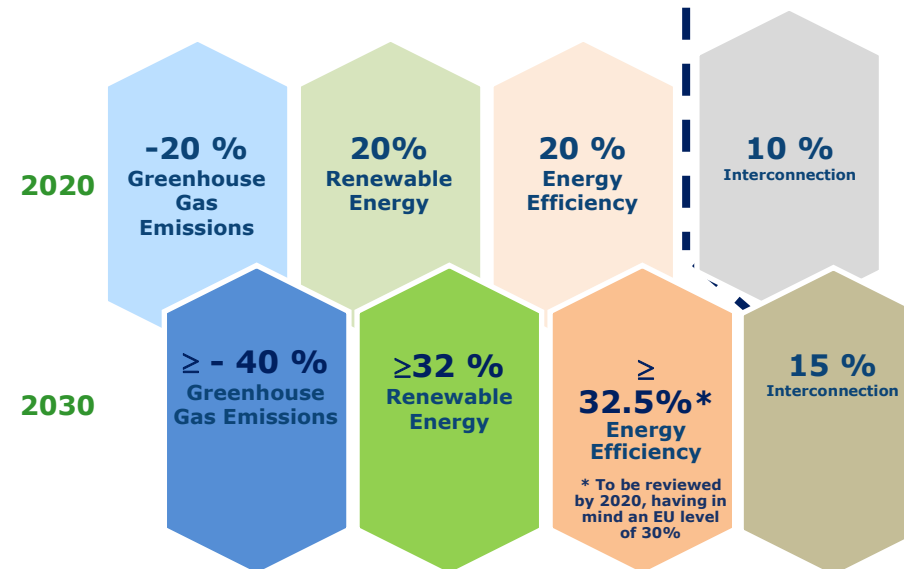 2020
-20 %
Greenhouse
Gas
Emissions
20%
Renewable
Energy
20 %
Energy
Efficiency
10 %
Interconnection
2030
≥ - 40 %
Greenhouse
Gas Emissions
≥32 %
Renewable
Energy
≥
32.5%*
Energy
Efficiency
* To be reviewed
by 2020, having in
mind an EU level
of 30%
15 %
Interconnection